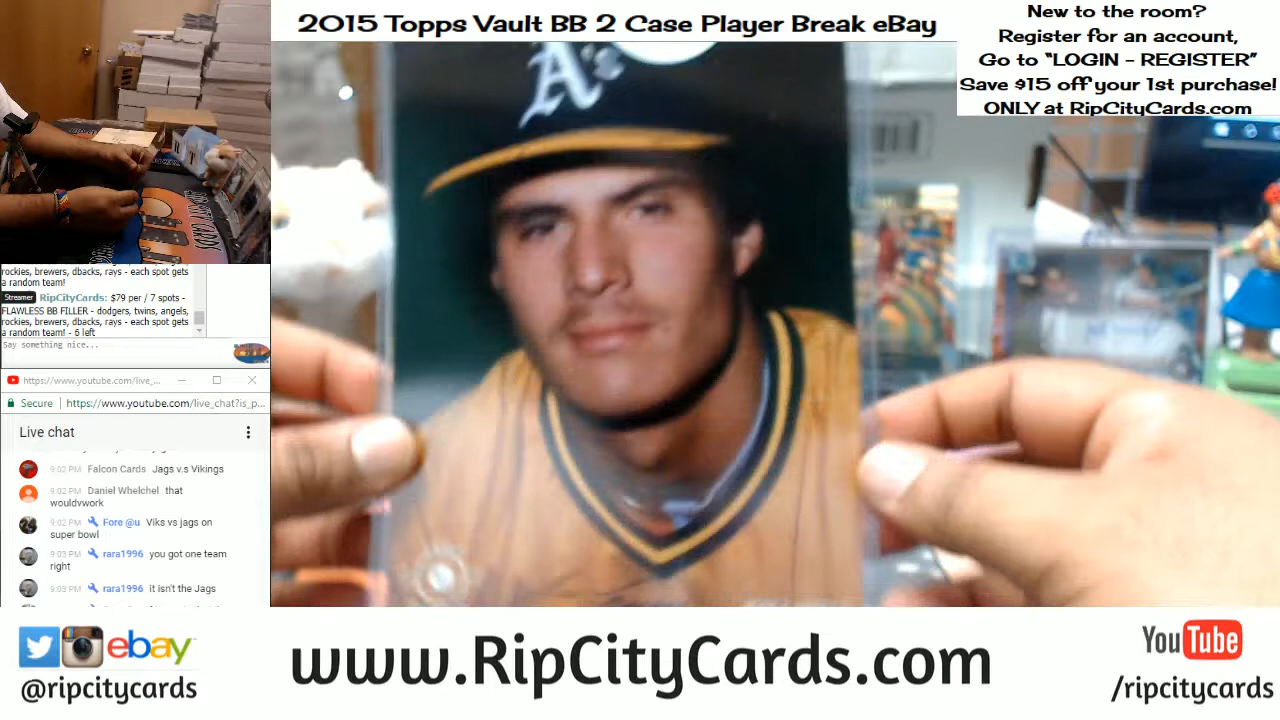 2015 Topps Vault BB 2 Case Player Break eBay
New to the room?
Register for an account,
Go to “LOGIN - REGISTER”
Save $15 off your 1st purchase!
ONLY at RipCityCards.com
A's
rockies, brewers, dbacks, rays - each spot gets
a random team!
Streamer RipCityCards: $79 per / 7 spots -
FLAWLESS BB FILLER - dodgers, twins, angels,
rockies, brewers, dbacks, rays - each spot gets
a random team! - 6 left
Say something nice...
https://www.youtube.com/live_...
Secure https://www.youtube.com/live_chat?is_p...
Live chat
9:02 PM Falcon Cards Jags v.s Vikings
9:02 PM Daniel Whelchel that
wouldvwork
9:02 PM Fore @u Viks vs jags on
super bowl
9:03 PM rara1996 you got one team
right
9:03 PM rara1996 it isn't the Jags
ebay
@ripcitycards
www.RipCityCards.com
YouTube
/ripcitycards